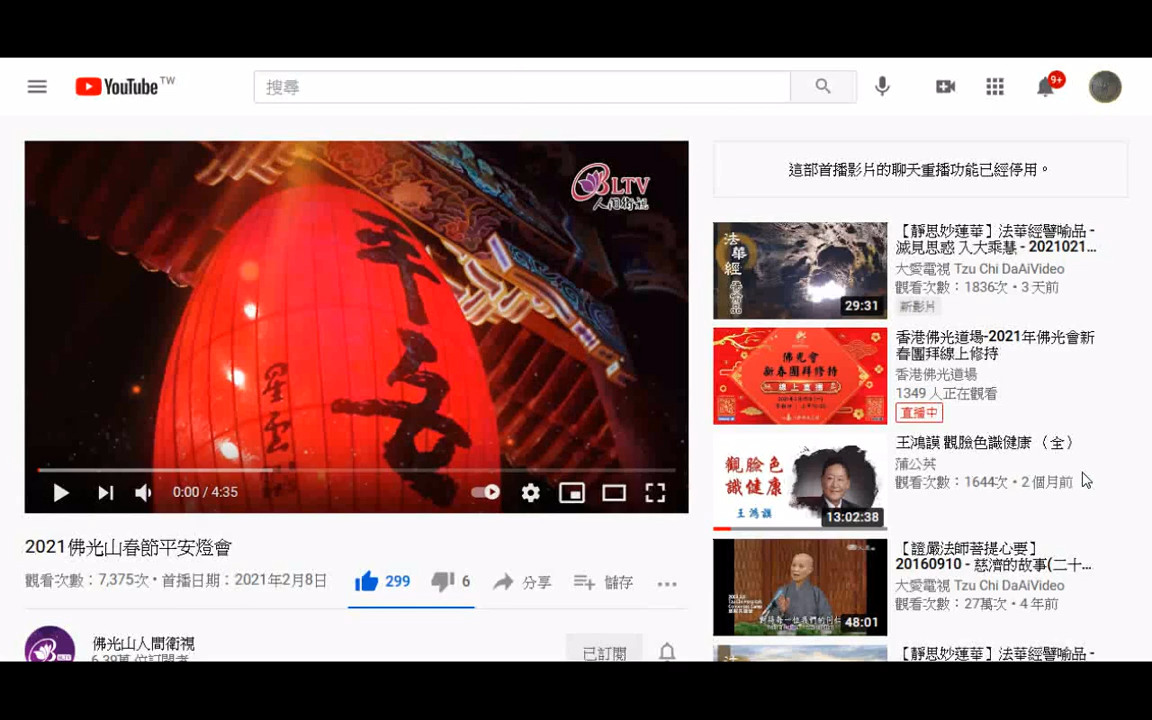 YouTube TW
搜尋
9+
BLTV
人間衛視
平安
星雲
0:00 / 4:35
2021佛光山春節平安燈會
觀看次數：7,375次・首播日期：2021年2月8日
299
6
分享
儲存
佛光山人間衛視
已訂閱
這部首播影片的聊天重播功能已經停用。
法華經
29:31
【靜思妙蓮華】法華經譬喻品 -
滅見思惑 入大乘慧 - 2021021...
大愛電視 Tzu Chi DaAiVideo
觀看次數：1836次・3 天前
新影片
佛光會
新春團拜修持
線上直播
香港佛光道場-2021年佛光會新
春團拜線上修持
香港佛光道場
1349 人正在觀看
直播中
觀臉色
識健康
王鴻謨
13:02:38
王鴻謨 觀臉色識健康 （全）
蒲公英
觀看次數：1644次・2 個月前
48:01
【證嚴法師菩提心要】
20160910 - 慈濟的故事(二十...
大愛電視 Tzu Chi DaAiVideo
觀看次數：27萬次・4 年前
【靜思妙蓮華】法華經譬喻品 -